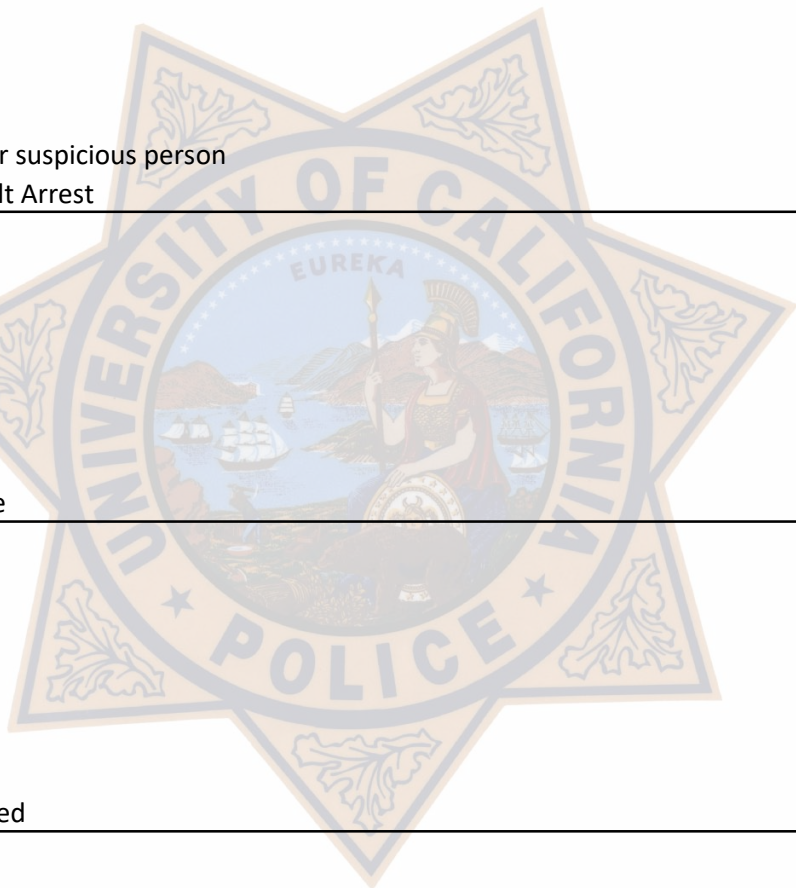 r suspicious person
lt Arrest
UNIVERSITY OF CALIFORNIA
EUREKA
e
POLICE
ed